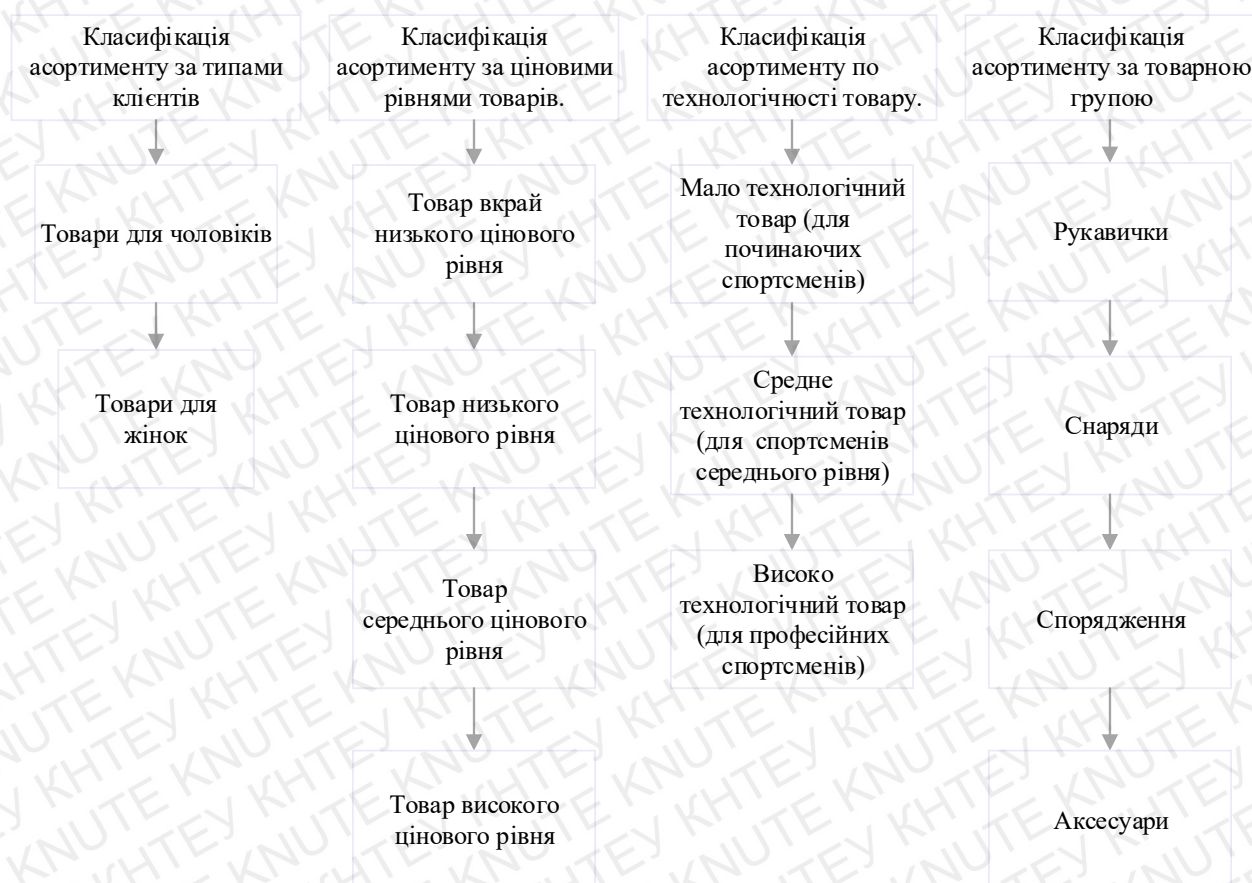 Класифікація
асортименту за типами
клієнтів
Товари для чоловіків
Товари для
жінок
Класифікація
асортименту за ціновими
рівнями товарів.
Товар вкрай
низького цінового
рівня
Товар низького
цінового рівня
Товар
середнього цінового
рівня
Товар високого
цінового рівня
Класифікація
асортименту по
технологічності товару.
Мало технологічний
товар (для
починаючих
спортсменів)
Средне
технологічний товар
(для спортсменів
середнього рівня)
Високо
технологічний товар
(для професійних
спортсменів)
Класифікація
асортименту за товарною
групою
Рукавички
Снаряди
Спорядження
Аксесуари